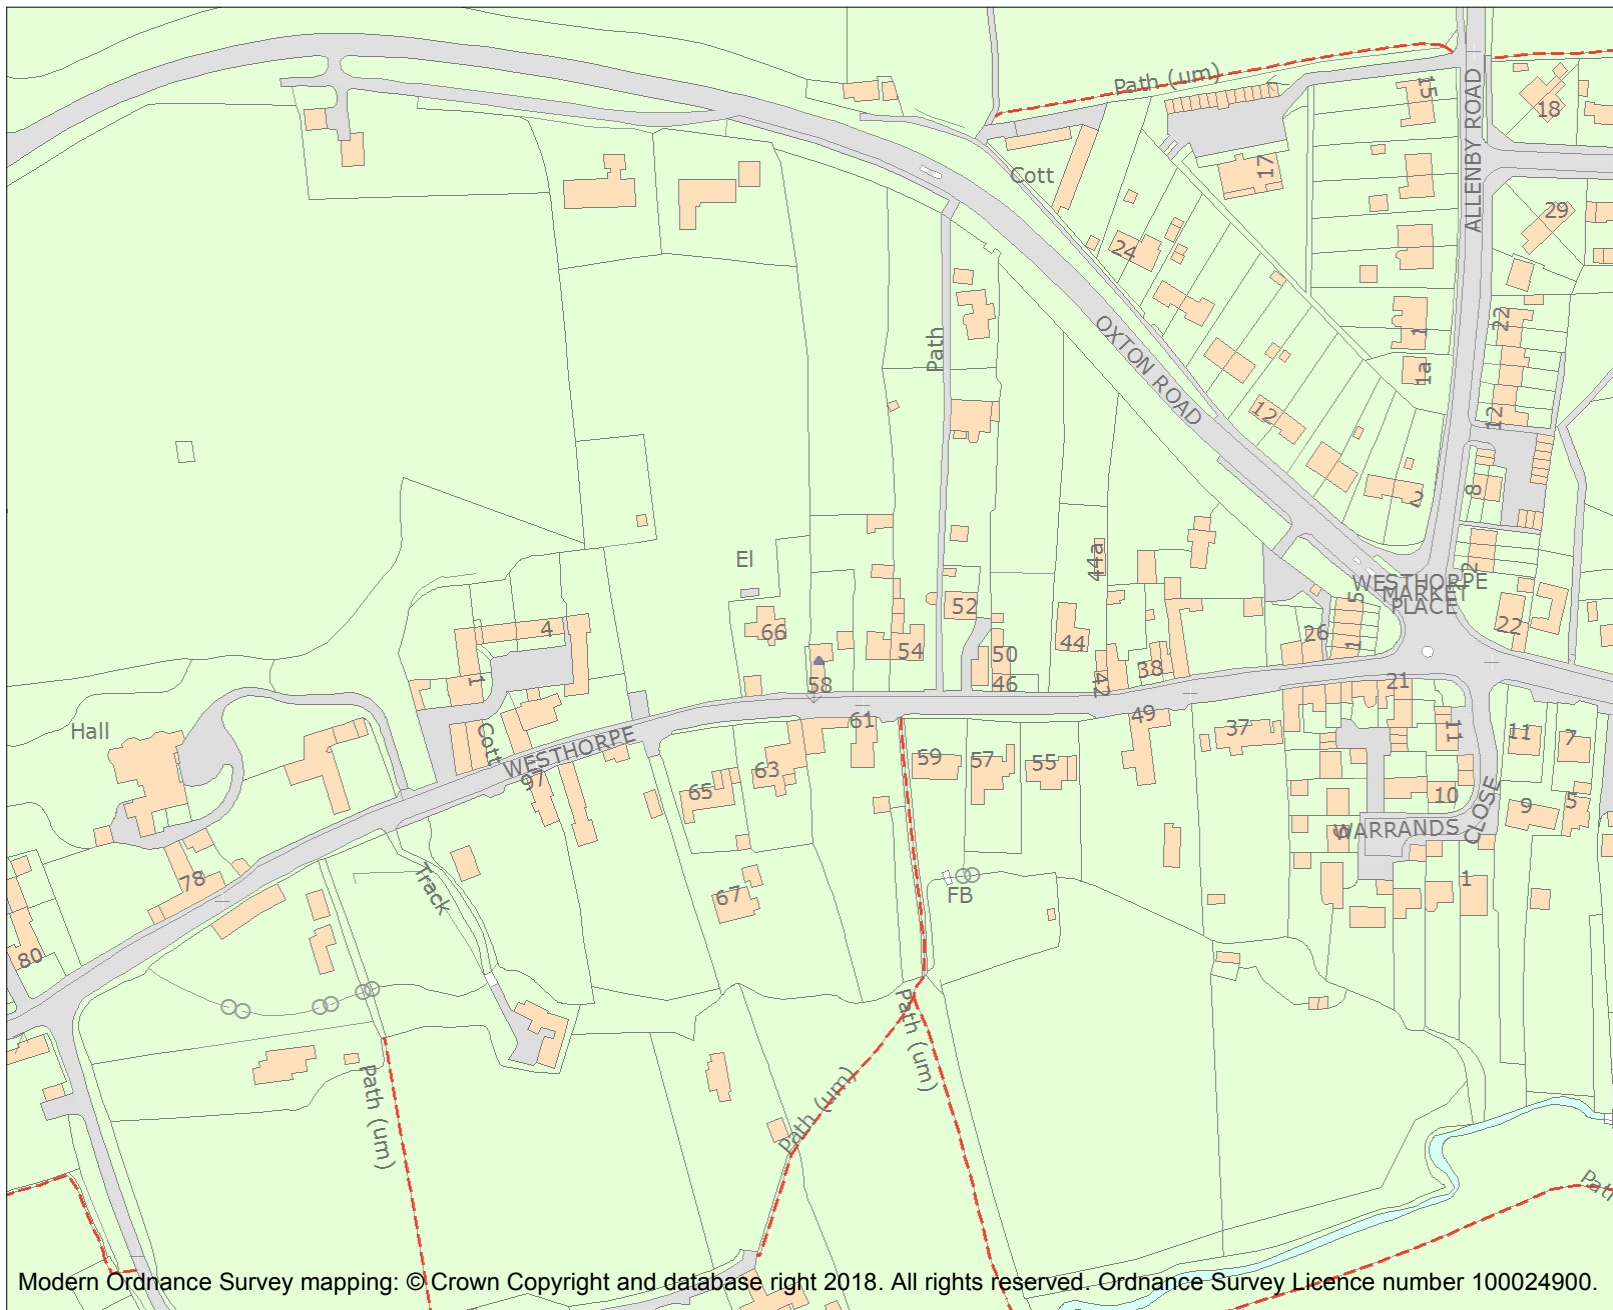 Path (um)
15
ALLENBY ROAD
18
17
Cott
29
24
OXTON ROAD
Path
22
1
1a
12
12
2
8
44a
El
WESTHORPE
MARKET
PLACE
2
5
52
66
54
4
26
22
1
44
50
38
58
46
42
1
21
61
49
Hall
Cott
WESTHORPE
37
11
11
7
97
65
63
59
57
55
10
9
5
WARRANDS
CLOSE
9
78
Track
67
FB
1
80
Path (um)
Path (um)
Path (um)
Path
Modern Ordnance Survey mapping: © Crown Copyright and database right 2018. All rights reserved. Ordnance Survey Licence number 100024900.